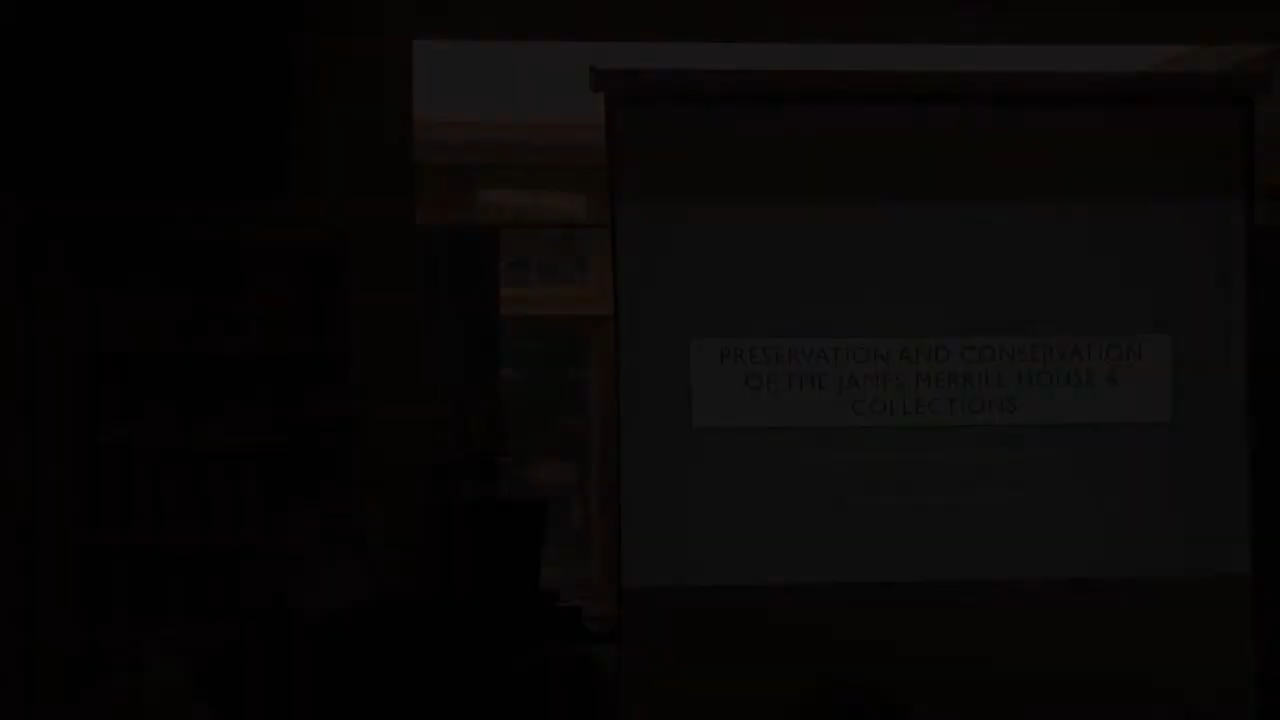 PRESERVATION AND CONSERVATION
OF THE JAMES MERRILL HOUSE &
COLLECTIONS